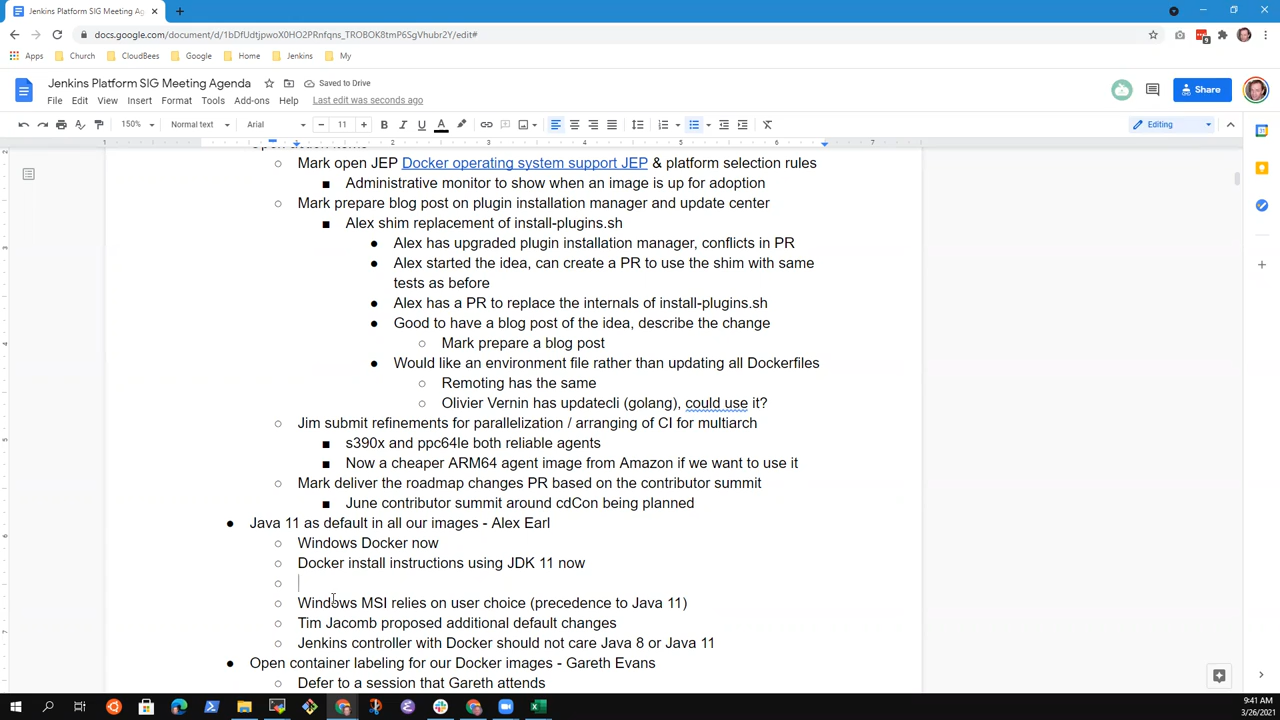 Jenkins Platform SIG Meeting Age
docs.google.com/document/d/1bDfUdtjpwoX0HO2PRnfqns_TROBOK8tmP6SgVhubr2Y/edit#
9
Apps Church CloudBees Google Home Jenkins My
Jenkins Platform SIG Meeting Agenda Saved to Drive
File Edit View Insert Format Tools Add-ons Help Last edit was seconds ago
Share
150% Normal text Arial 11 Editing
1 1 2 3 4 5 6 7
Mark open JEP Docker operating system support JEP & platform selection rules
Administrative monitor to show when an image is up for adoption
Mark prepare blog post on plugin installation manager and update center
Alex shim replacement of install-plugins.sh
Alex has upgraded plugin installation manager, conflicts in PR
Alex started the idea, can create a PR to use the shim with same
tests as before
Alex has a PR to replace the internals of install-plugins.sh
Good to have a blog post of the idea, describe the change
Mark prepare a blog post
Would like an environment file rather than updating all Dockerfiles
Remoting has the same
Olivier Vernin has updatecli (golang), could use it?
Jim submit refinements for parallelization / arranging of CI for multiarch
s390x and ppc64le both reliable agents
Now a cheaper ARM64 agent image from Amazon if we want to use it
Mark deliver the roadmap changes PR based on the contributor summit
June contributor summit around cdCon being planned
Java 11 as default in all our images - Alex Earl
Windows Docker now
Docker install instructions using JDK 11 now
Windows MSI relies on user choice (precedence to Java 11)
Tim Jacomb proposed additional default changes
Jenkins controller with Docker should not care Java 8 or Java 11
Open container labeling for our Docker images - Gareth Evans
Defer to a session that Gareth attends
9:41 AM
3/26/2021